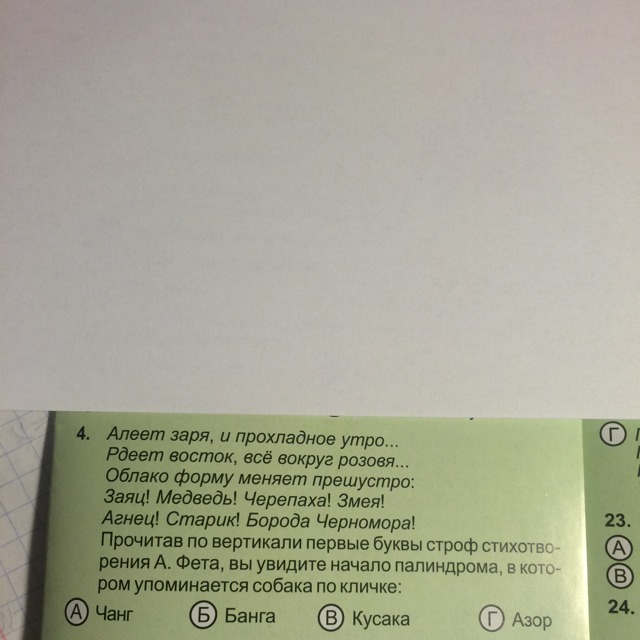 4. Алеет заря, и прохладное утро...
Рдеет восток, всё вокруг розовя...
Облако форму меняет прешустро:
Заяц! Медведь! Черепаха! Змея!
Агнец! Старик! Борода Черномора!
Прочитав по вертикали первые буквы строф стихотво-
рения А. Фета, вы увидите начало палиндрома, в кото-
ром упоминается собака по кличке:
А Чанг Б Банга В Кусака Г Азор
Г
23.
А
В
24.